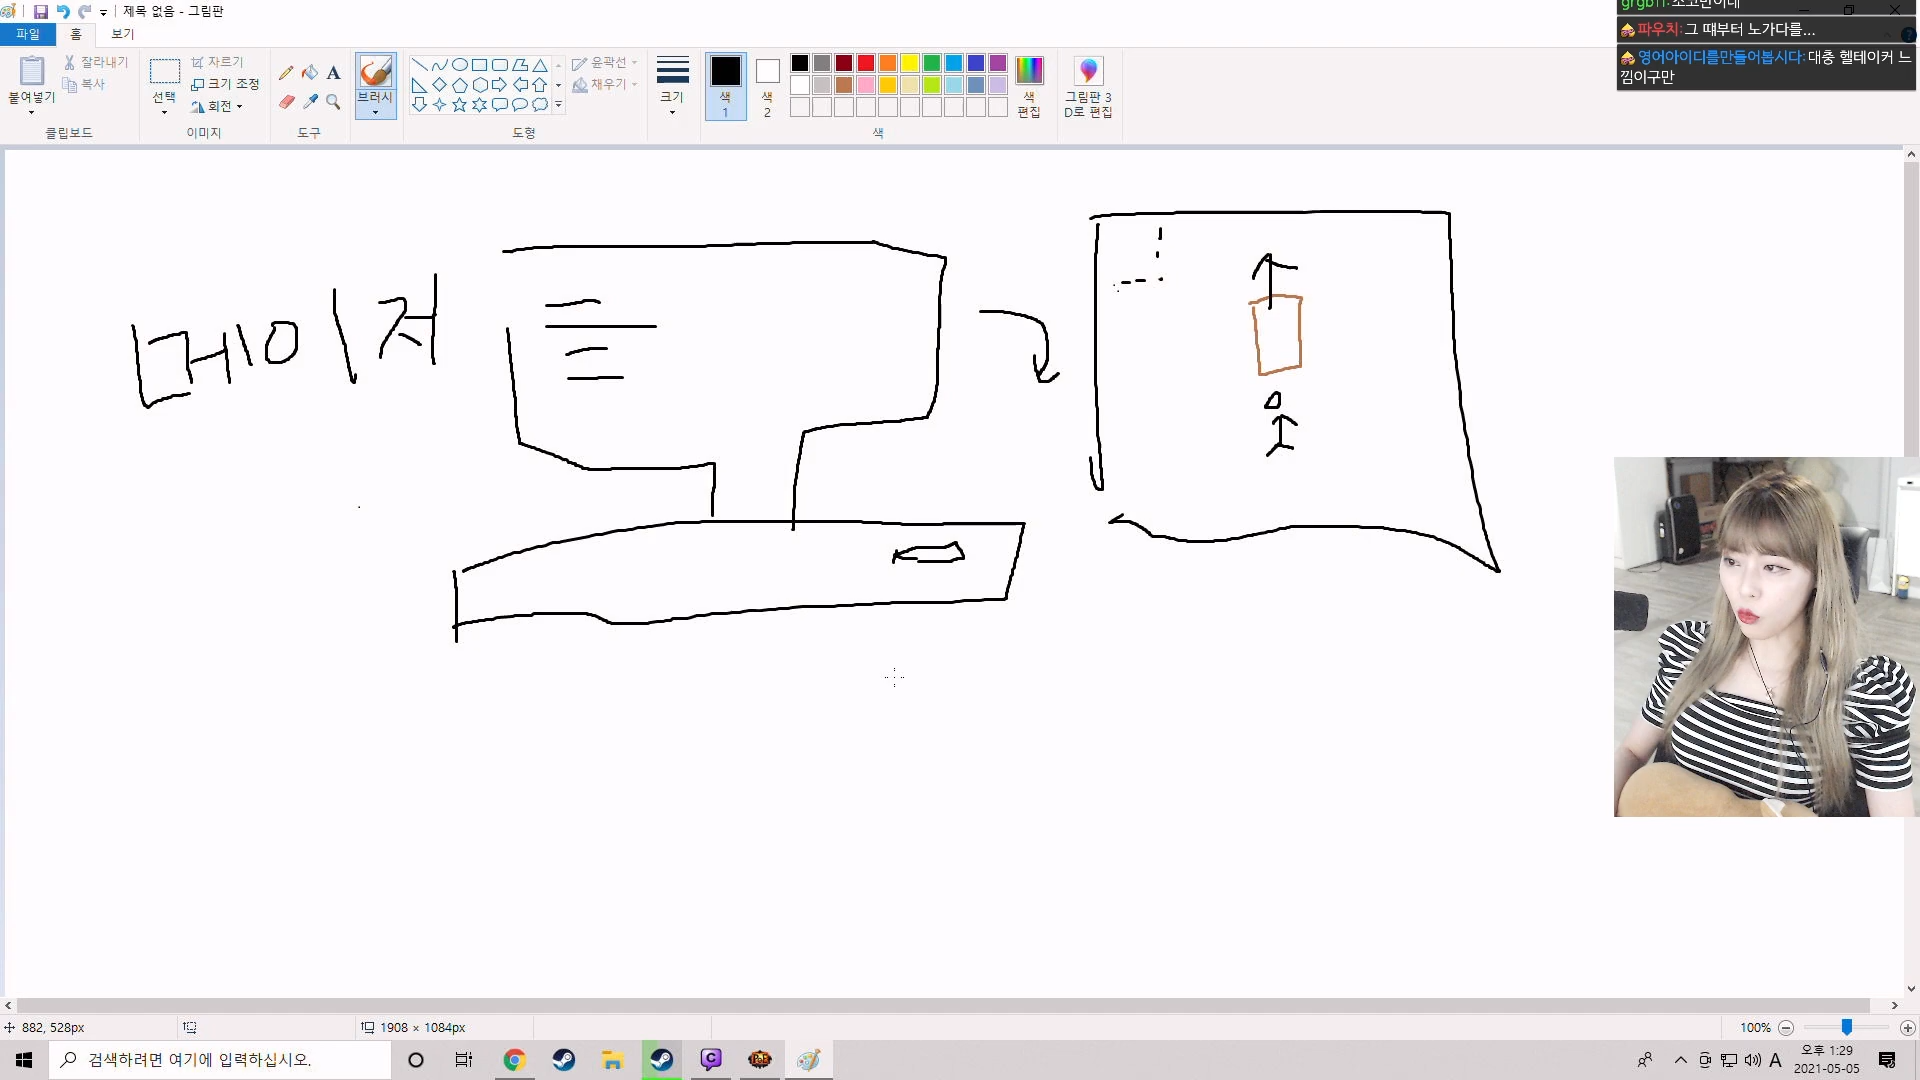 제목 없음 - 그림판
파일 홈 보기
붙여넣기
잘라내기
복사
클립보드
선택
자르기
크기 조정
회전
이미지
A
도구
브러시
윤곽선
채우기
도형
크기
색 1
색 2
색 편집
색
그림판 3D로 편집
파우치: 그 때부터 노가다를...
영어아이디를만들어봅시다: 대충 헬테이커 느낌이구만
882, 528px
1908 × 1084px
100%
검색하려면 여기에 입력하십시오.
A
오후 1:29
2021-05-05